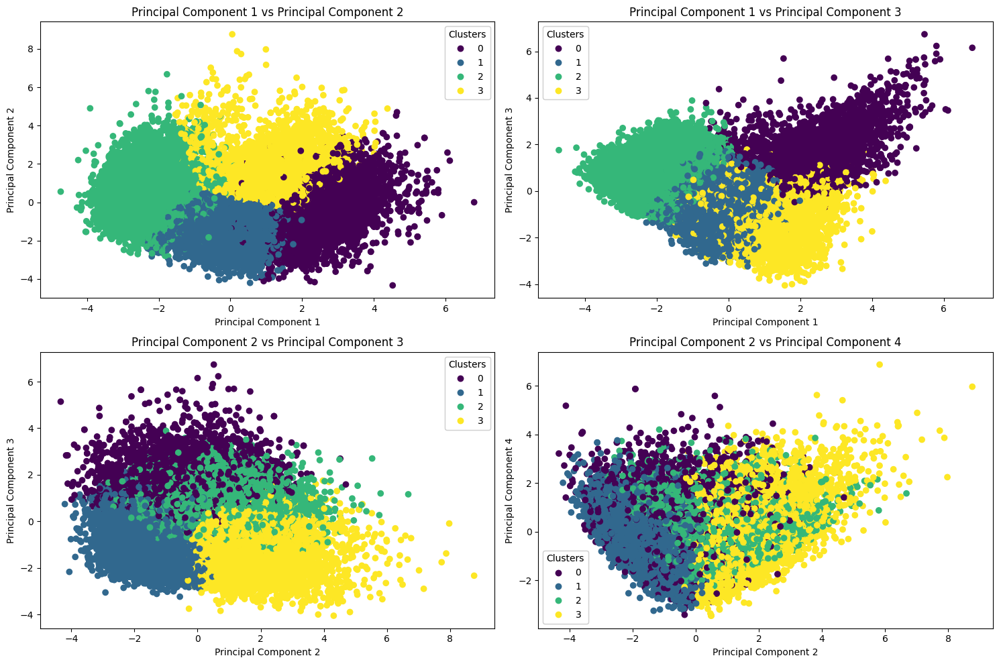 Principal Component 1 vs Principal Component 2
Clusters
0
1
2
3
8
6
4
2
0
−2
−4
Principal Component 2
−4 −2 0 2 4 6
Principal Component 1
Principal Component 1 vs Principal Component 3
Clusters
0
1
2
3
6
4
2
0
−2
−4
Principal Component 3
−4 −2 0 2 4 6
Principal Component 1
Principal Component 2 vs Principal Component 3
Clusters
0
1
2
3
6
4
2
0
−2
−4
Principal Component 3
−4 −2 0 2 4 6 8
Principal Component 2
Principal Component 2 vs Principal Component 4
6
4
2
0
−2
Principal Component 4
Clusters
0
1
2
3
−4 −2 0 2 4 6 8
Principal Component 2